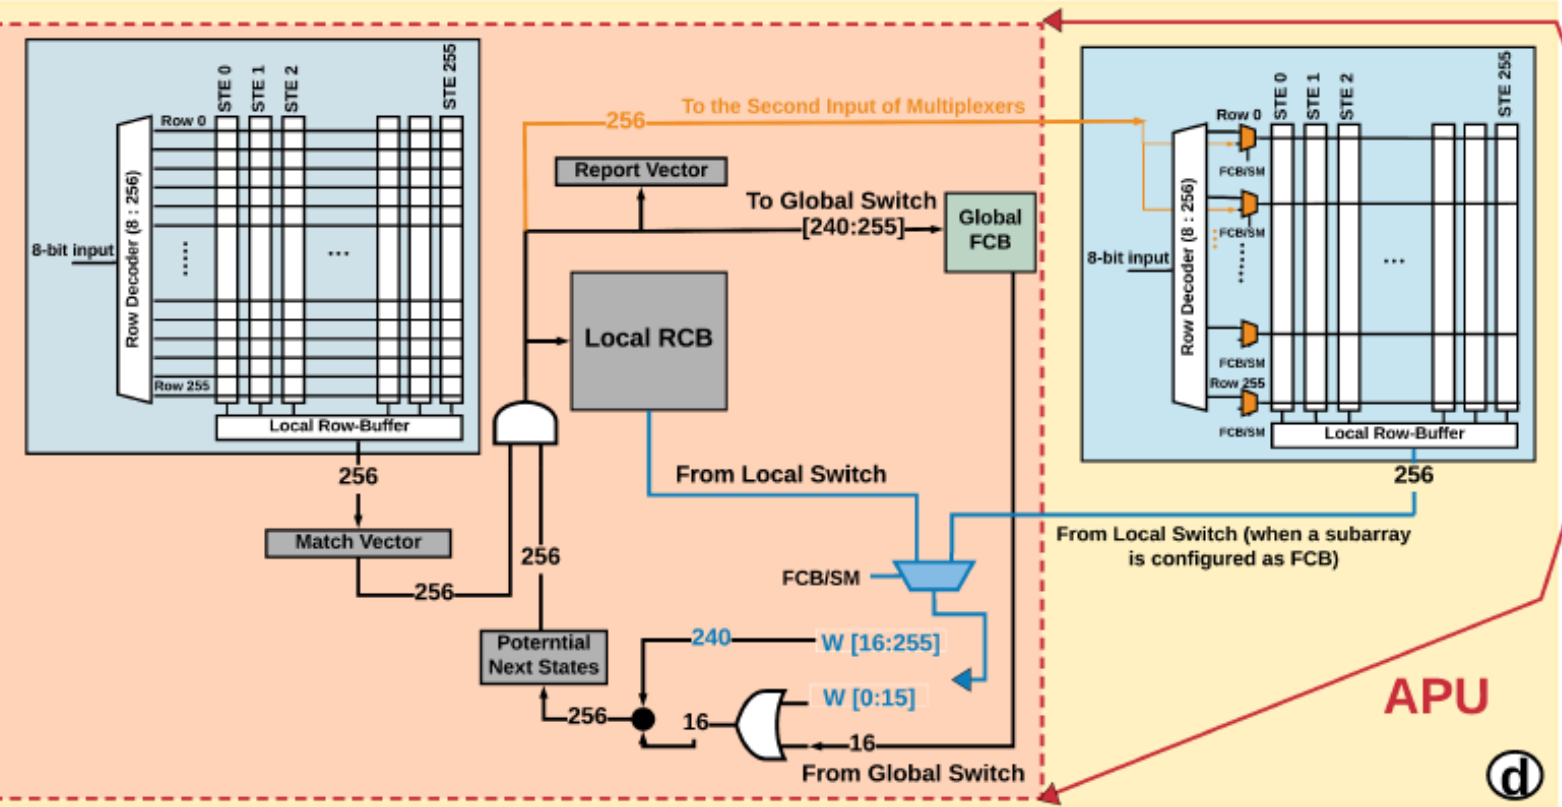 STE 0
STE 1
STE 2
STE 255
Row 0
Row Decoder (8 : 256)
8-bit input
...
Row 255
Local Row-Buffer
256
Match Vector
256
256
To the Second Input of Multiplexers
256
Report Vector
To Global Switch
[240:255]
Global
FCB
Local RCB
From Local Switch
FCB/SM
Poterntial
Next States
240
W [16:255]
W [0:15]
256
16
16
From Global Switch
STE 0
STE 1
STE 2
STE 255
Row 0
FCB/SM
FCB/SM
Row Decoder (8 : 256)
8-bit input
...
FCB/SM
Row 255
FCB/SM
Local Row-Buffer
256
From Local Switch (when a subarray
is configured as FCB)
APU
d